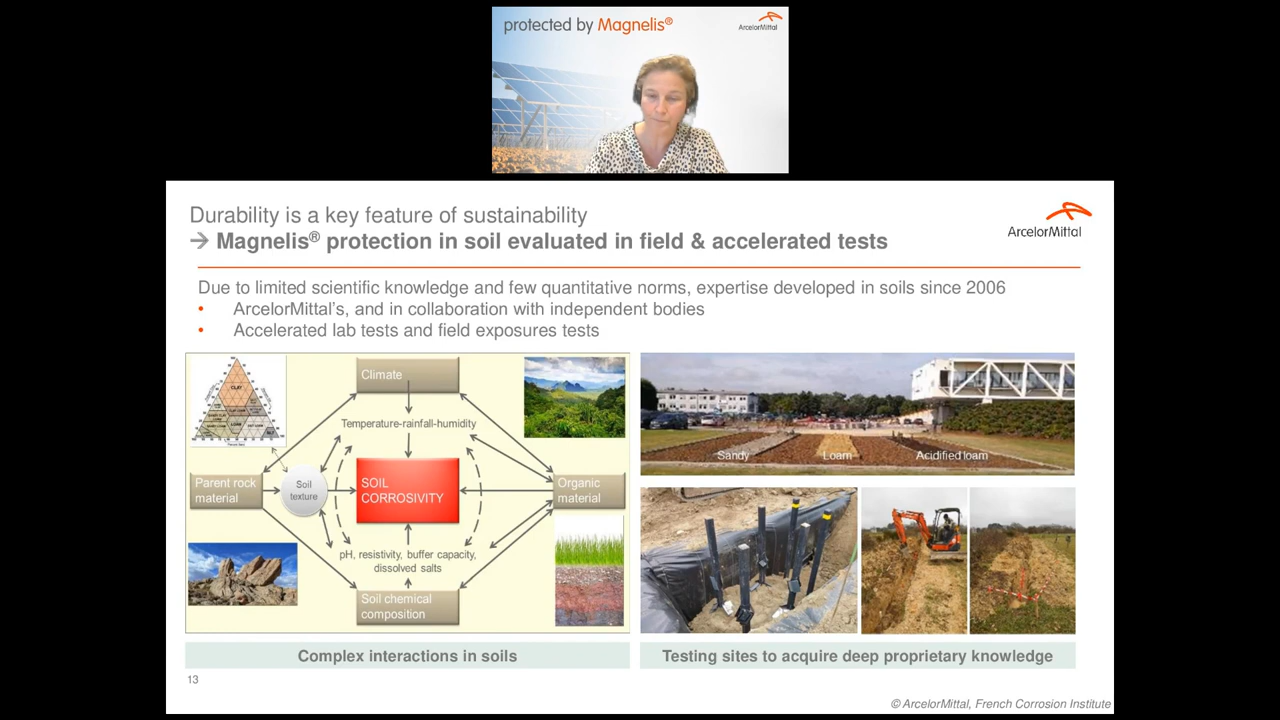 protected by Magnelis®
ArcelorMittal
Durability is a key feature of sustainability
→ Magnelis® protection in soil evaluated in field & accelerated tests
ArcelorMittal
Due to limited scientific knowledge and few quantitative norms, expertise developed in soils since 2006
• ArcelorMittal's, and in collaboration with independent bodies
• Accelerated lab tests and field exposures tests
CLAY
LOAM
Climate
Temperature-rainfall-humidity
Parent rock
material
Soil
texture
SOIL
CORROSIVITY
Organic
material
pH, resistivity, buffer capacity,
dissolved salts
Soil chemical
composition
Sandy
Loam
Acidified loam
Complex interactions in soils
Testing sites to acquire deep proprietary knowledge
13
© ArcelorMittal, French Corrosion Institute